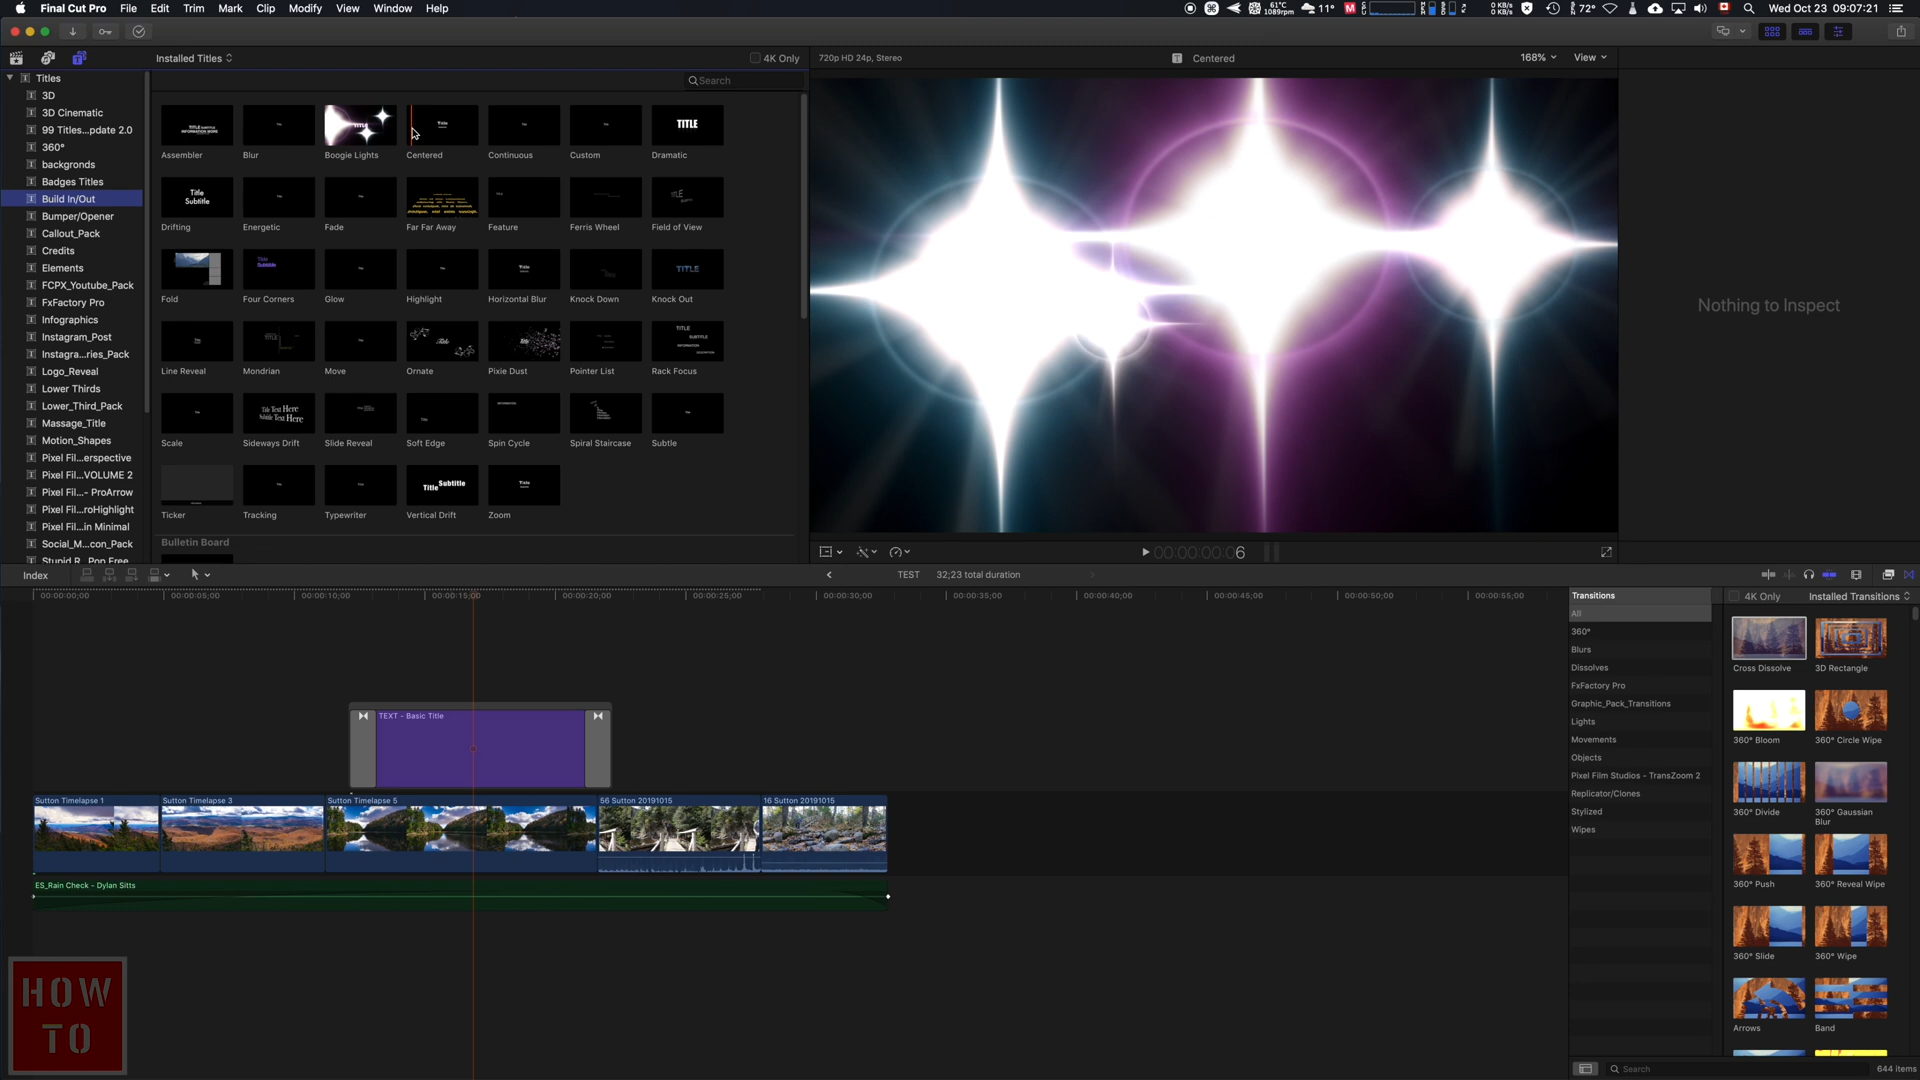 Final Cut Pro File Edit Trim Mark Clip Modify View Window Help
61°C 1089rpm 11° 0 KB/s 0 KB/s 72° Wed Oct 23 09:07:21
Installed Titles 4K Only
720p HD 24p, Stereo Centered 168% View
Search
Titles
3D
3D Cinematic
99 Titles...pdate 2.0
360°
backgronds
Badges Titles
Build In/Out
Bumper/Opener
Callout_Pack
Credits
Elements
FCPX_Youtube_Pack
FxFactory Pro
Infographics
Instagram_Post
Instagra...ries_Pack
Logo_Reveal
Lower Thirds
Lower_Third_Pack
Massage_Title
Motion_Shapes
Pixel Fil...erspective
Pixel Fil...VOLUME 2
Pixel Fil...- ProArrow
Pixel Fil...roHighlight
Pixel Fil...in Minimal
Social_M...con_Pack
Stupid R...Pop Free
Assembler Blur Boogie Lights Centered Continuous Custom Dramatic
Drifting Energetic Fade Far Far Away Feature Ferris Wheel Field of View
Fold Four Corners Glow Highlight Horizontal Blur Knock Down Knock Out
Line Reveal Mondrian Move Ornate Pixie Dust Pointer List Rack Focus
Scale Sideways Drift Slide Reveal Soft Edge Spin Cycle Spiral Staircase Subtle
Ticker Tracking Typewriter Vertical Drift Zoom
Bulletin Board
Nothing to Inspect
00:00:00:06
Index TEST 32;23 total duration
00:00:00;00 00:00:05;00 00:00:10;00 00:00:15;00 00:00:20;00 00:00:25;00 00:00:30;00 00:00:35;00 00:00:40;00 00:00:45;00 00:00:50;00 00:00:55;00
TEXT - Basic Title
Sutton Timelapse 1 Sutton Timelapse 3 Sutton Timelapse 5 56 Sutton 20191015 16 Sutton 20191015
ES_Rain Check - Dylan Sitts
HOW
TO
Transitions 4K Only Installed Transitions
All
360°
Blurs
Dissolves
FxFactory Pro
Graphic_Pack_Transitions
Lights
Movements
Objects
Pixel Film Studios - TransZoom 2
Replicator/Clones
Stylized
Wipes
Cross Dissolve 3D Rectangle
360° Bloom 360° Circle Wipe
360° Divide 360° Gaussian Blur
360° Push 360° Reveal Wipe
360° Slide 360° Wipe
Arrows Band
Search 644 items